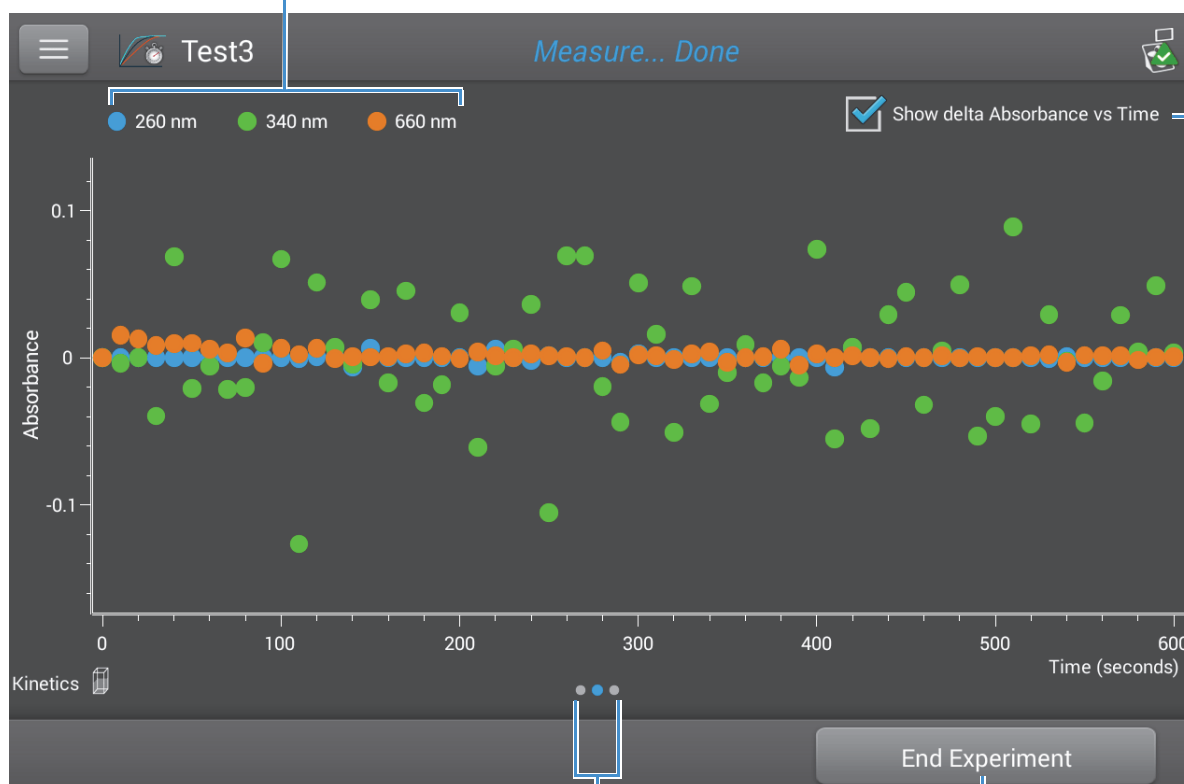 Test3
Measure... Done
260 nm 340 nm 660 nm
Show delta Absorbance vs Time
0.1
0
-0.1
Absorbance
0 100 200 300 400 500 600
Time (seconds)
Kinetics
End Experiment